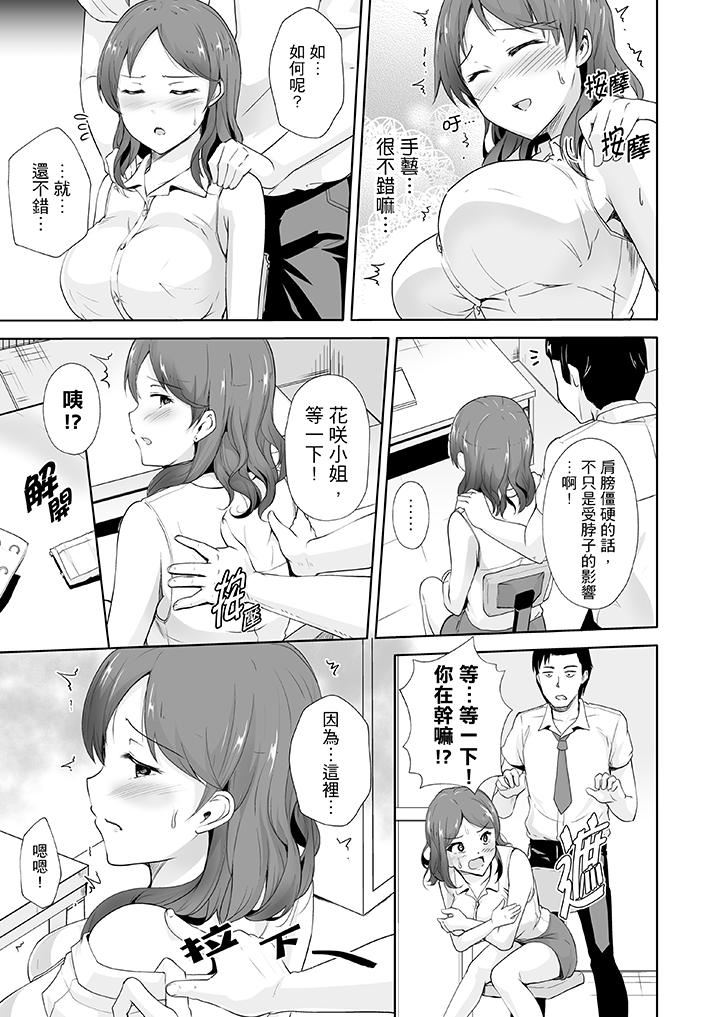 按摩
按摩
吁…
手藝…
很不錯嘛…
如…
如何呢？
…就…
還不錯…
肩膀僵硬的話，
不只是受脖子的影響
…啊！
……
花咲小姐，
等一下！
咦!?
按壓
解開
等…等一下！
你在幹嘛!?
遮
因為…這裡…
嗯嗯！
拉下—